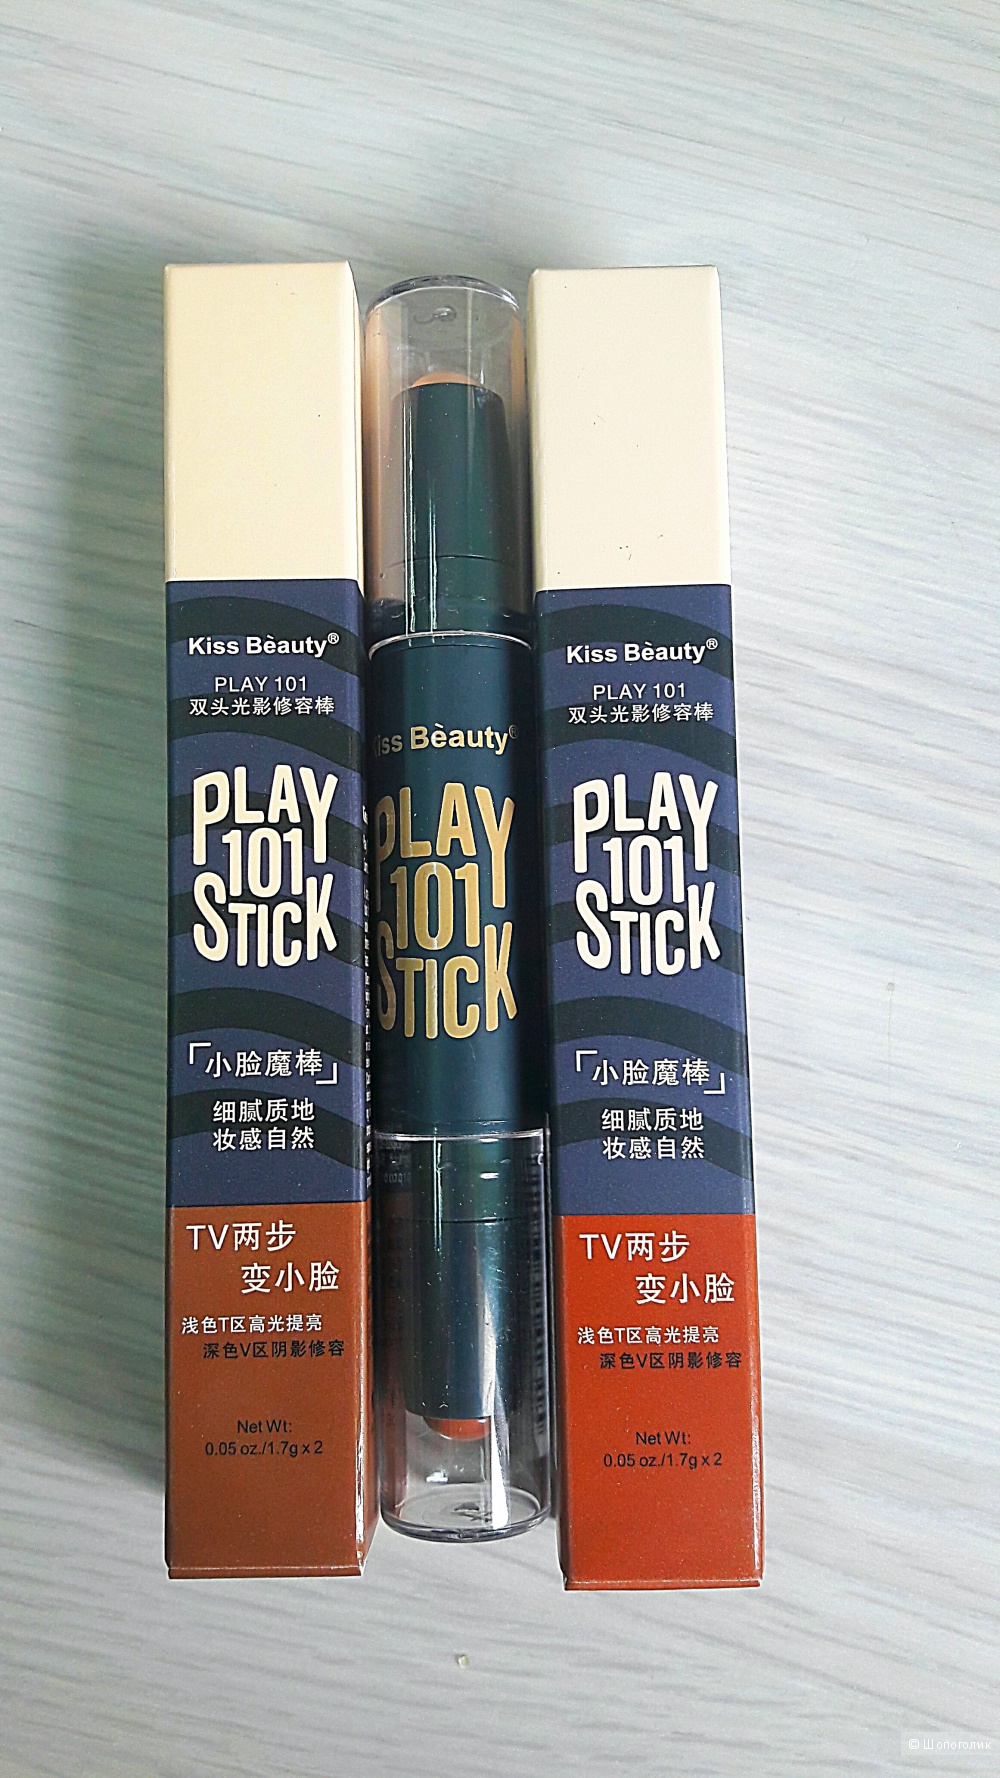 Kiss Bèauty®
PLAY 101
双头光影修容棒
PLAY
101
STICK
「小脸魔棒」
细腻质地
妆感自然
TV两步
变小脸
浅色T区高光提亮
深色V区阴影修容
Net Wt:
0.05 oz./1.7g x 2
Kiss Bèauty®
PLAY
101
STICK
Kiss Bèauty®
PLAY 101
双头光影修容棒
PLAY
101
STICK
「小脸魔棒」
细腻质地
妆感自然
TV两步
变小脸
浅色T区高光提亮
深色V区阴影修容
Net Wt:
0.05 oz./1.7g x 2
© Шопоголик